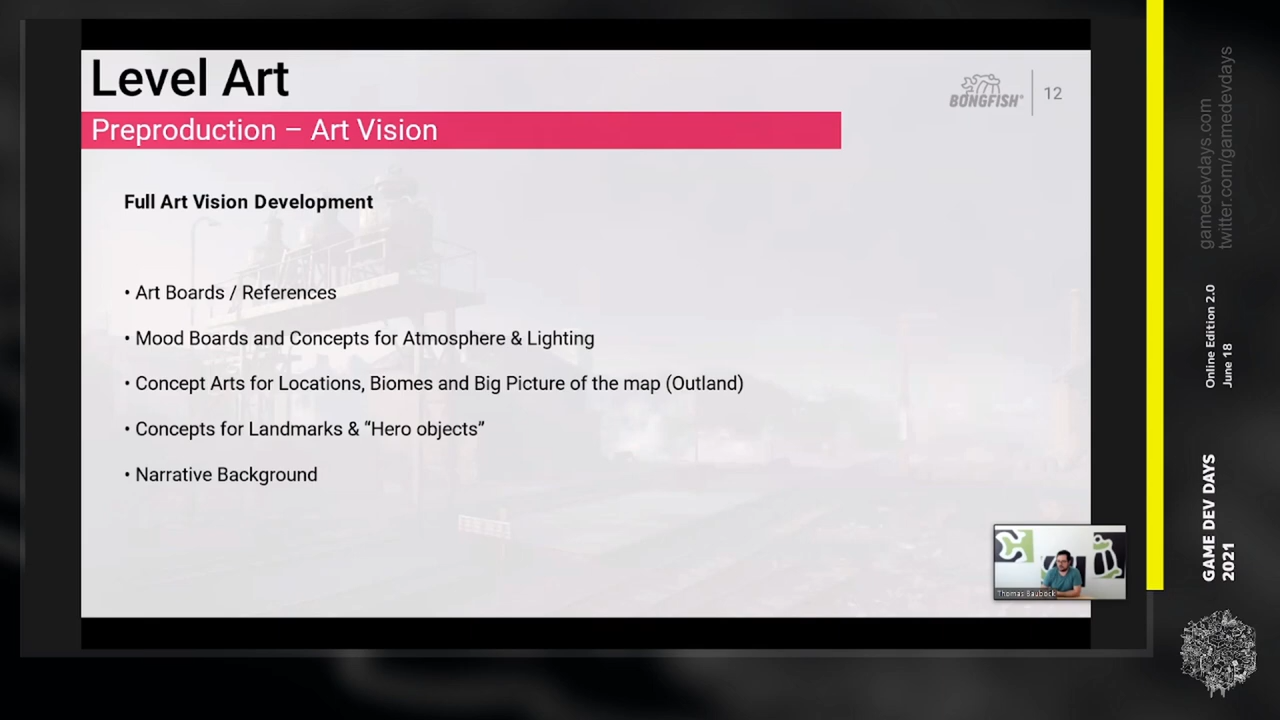 Level Art
Preproduction – Art Vision
BONGFISH®
12
Full Art Vision Development
• Art Boards / References
• Mood Boards and Concepts for Atmosphere & Lighting
• Concept Arts for Locations, Biomes and Big Picture of the map (Outland)
• Concepts for Landmarks & “Hero objects”
• Narrative Background
Thomas Baubock
gamedevdays.com
twitter.com/gamedevdays
Online Edition 2.0
June 18
GAME DEV DAYS
2021